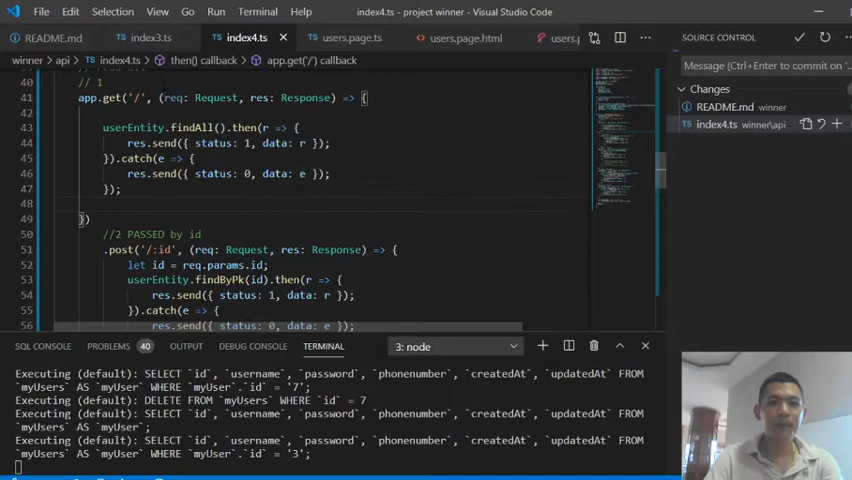 File Edit Selection View Go Run Terminal Help
index4.ts - project winner - Visual Studio Code
README.md index3.ts index4.ts users.page.ts users.page.html users.p
winner > api > index4.ts > then() callback > app.get('/') callback
40 // 1
41 app.get('/', (req: Request, res: Response) => {
42
43 userEntity.findAll().then(r => {
44 res.send({ status: 1, data: r });
45 }).catch(e => {
46 res.send({ status: 0, data: e });
47 });
48
49 })
50 //2 PASSED by id
51 .post('/:id', (req: Request, res: Response) => {
52 let id = req.params.id;
53 userEntity.findByPk(id).then(r => {
54 res.send({ status: 1, data: r });
55 }).catch(e => {
56 res.send({ status: 0, data: e });
SQL CONSOLE PROBLEMS 40 OUTPUT DEBUG CONSOLE TERMINAL 3: node
Executing (default): SELECT `id`, `username`, `password`, `phonenumber`, `createdAt`, `updatedAt` FROM
`myUsers` AS `myUser` WHERE `myUser`.`id` = '7';
Executing (default): DELETE FROM `myUsers` WHERE `id` = 7
Executing (default): SELECT `id`, `username`, `password`, `phonenumber`, `createdAt`, `updatedAt` FROM
`myUsers` AS `myUser`;
Executing (default): SELECT `id`, `username`, `password`, `phonenumber`, `createdAt`, `updatedAt` FROM
`myUsers` AS `myUser` WHERE `myUser`.`id` = '3';
SOURCE CONTROL
Message (Ctrl+Enter to commit on '
Changes
README.md winner
index4.ts winner\api